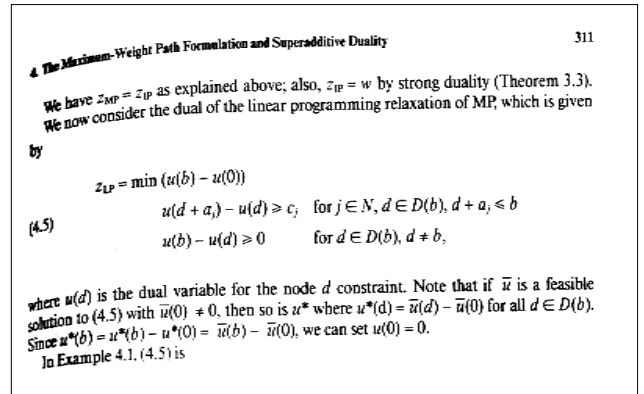 4. The Maximum-Weight Path Formulation and Superadditive Duality 311
We have z_MP = z_IP as explained above; also, z_IP = w by strong duality (Theorem 3.3).
We now consider the dual of the linear programming relaxation of MP, which is given
by
z_LP = min (u(b) − u(0))
(4.5) u(d + a_j) − u(d) ⩾ c_j for j ∈ N, d ∈ D(b), d + a_j ⩽ b
u(b) − u(d) ⩾ 0 for d ∈ D(b), d ≠ b,
where u(d) is the dual variable for the node d constraint. Note that if u̅ is a feasible
solution to (4.5) with u̅(0) ≠ 0, then so is u* where u*(d) = u̅(d) − u̅(0) for all d ∈ D(b).
Since u*(b) = u*(b) − u*(0) = u̅(b) − u̅(0), we can set u(0) = 0.
In Example 4.1, (4.5) is